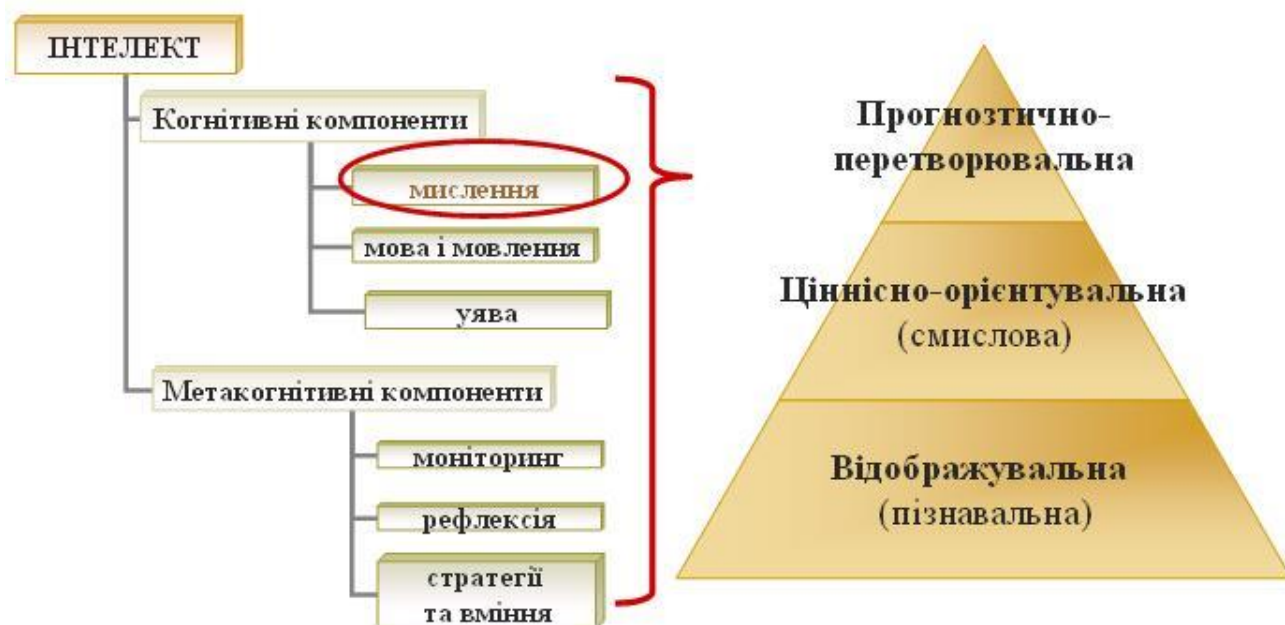 ІНТЕЛЕКТ
Когнітивні компоненти
мислення
мова і мовлення
уява
Метакогнітивні компоненти
моніторинг
рефлексія
стратегії
та вміння
Прогнозтично-
перетворювальна
Ціннісно-орієнтувальна
(смислова)
Відображувальна
(пізнавальна)